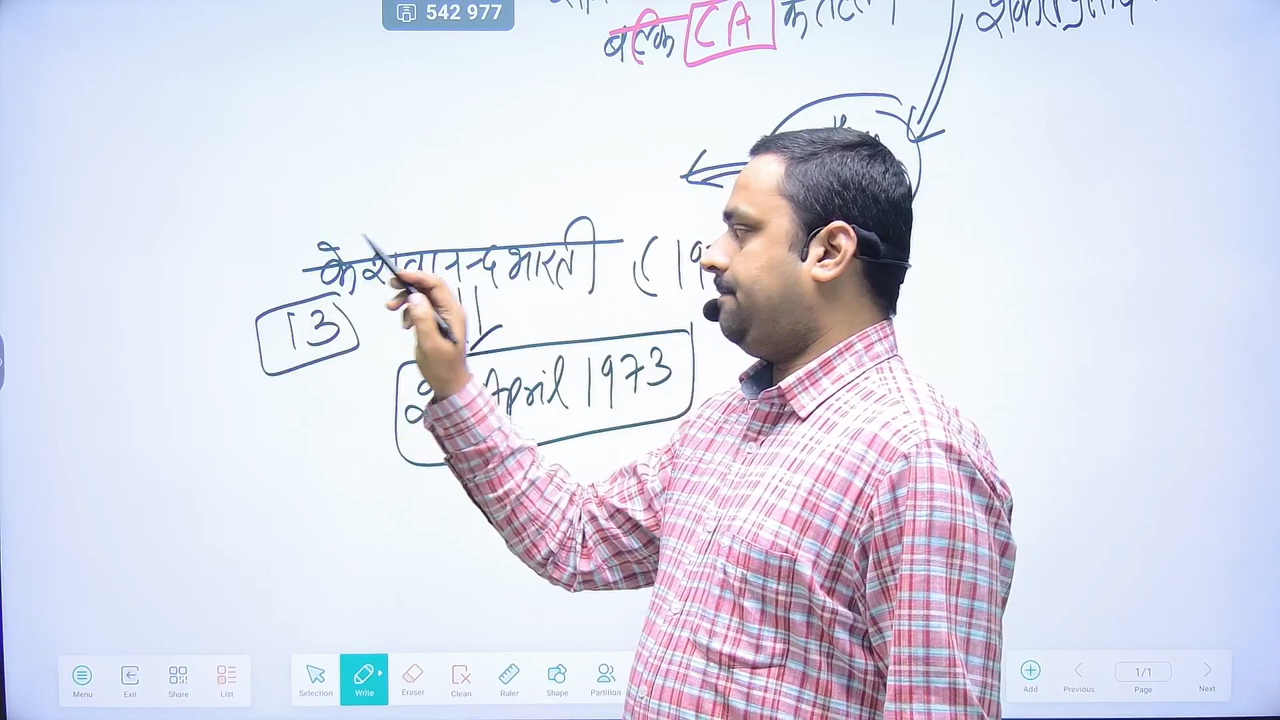 542 977
बल्कि CA के तहत
केशवानन्द भारती (19
13
April 1973
Menu
Exit
Share
List
Selection
Write
Eraser
Clean
Ruler
Shape
Partition
Add
Previous
1/1
Page
Next